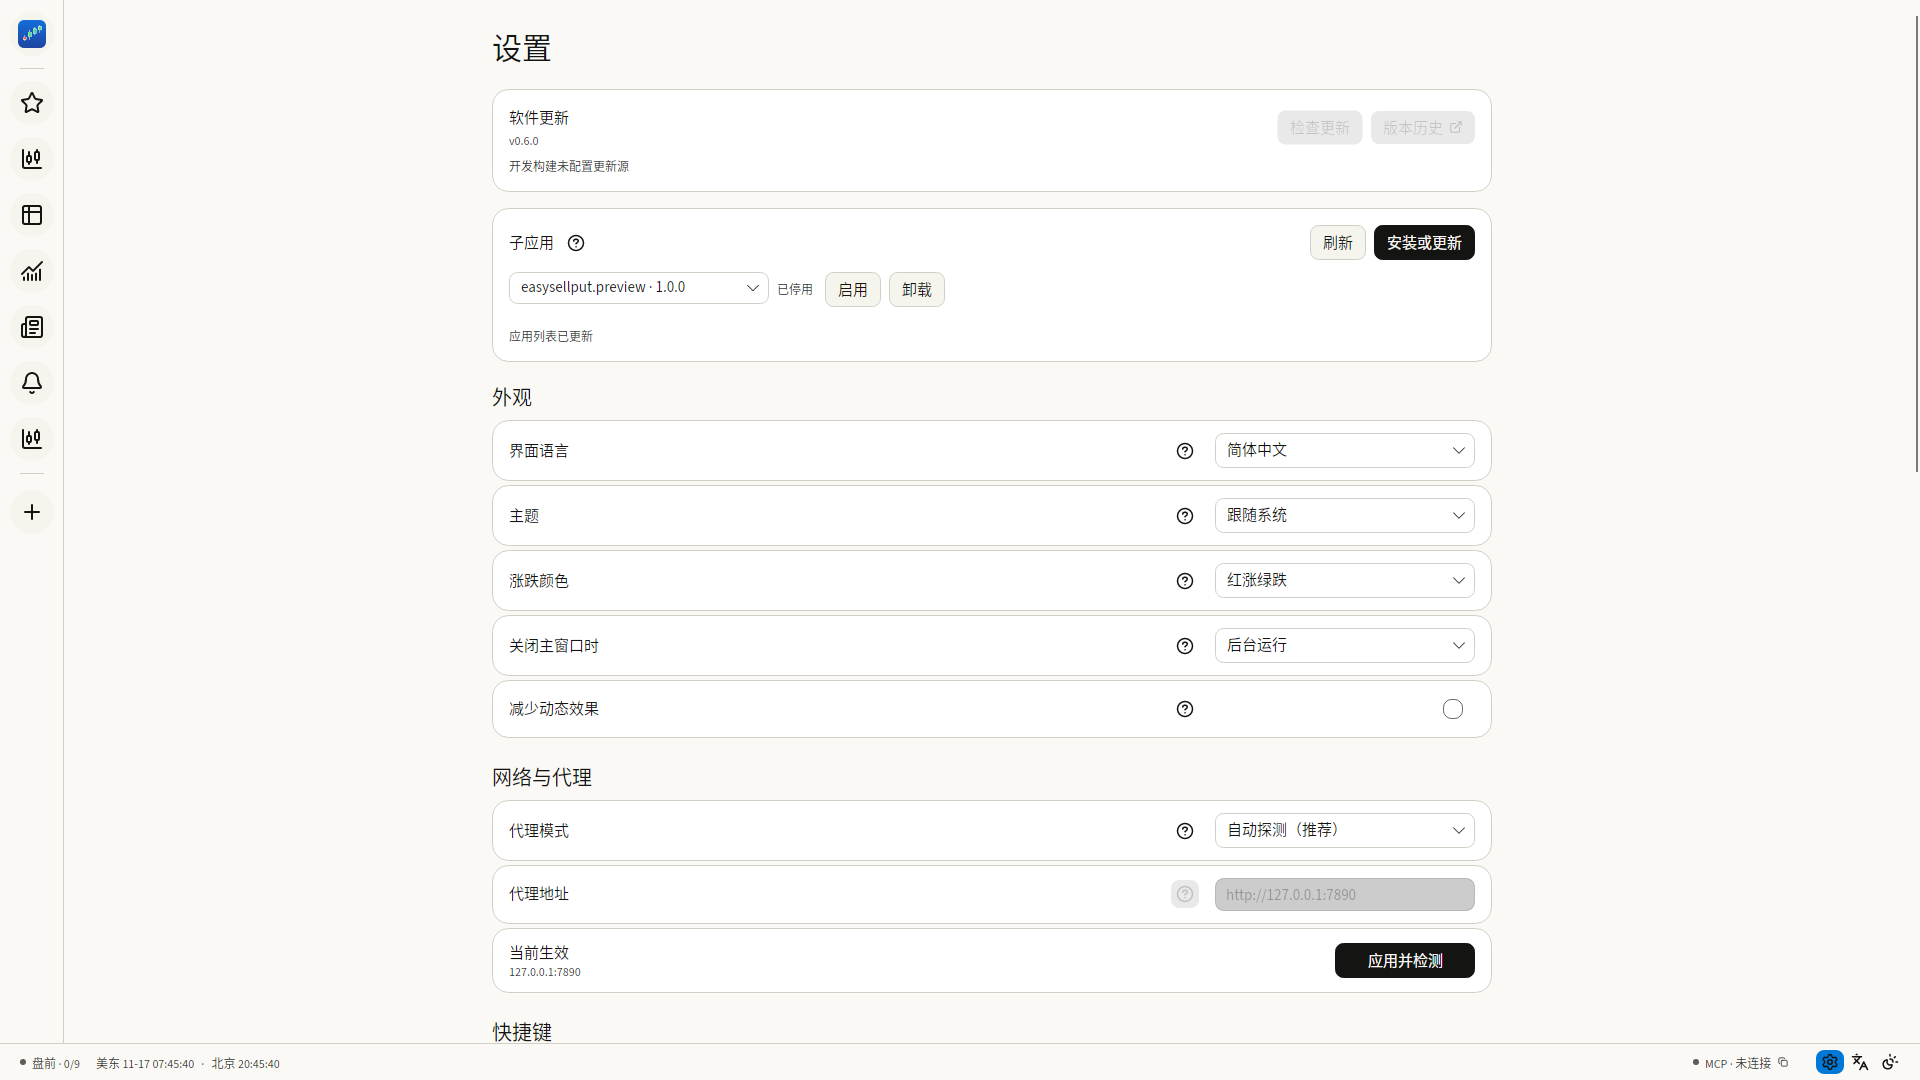 设置
软件更新
v0.6.0
开发构建未配置更新源
检查更新
版本历史
子应用
刷新
安装或更新
easysellput.preview · 1.0.0
已停用
启用
卸载
应用列表已更新
外观
界面语言
简体中文
主题
跟随系统
涨跌颜色
红涨绿跌
关闭主窗口时
后台运行
减少动态效果
网络与代理
代理模式
自动探测（推荐）
代理地址
http://127.0.0.1:7890
当前生效
127.0.0.1:7890
应用并检测
快捷键
盘前 · 0/9
美东 11-17 07:45:40 · 北京 20:45:40
MCP · 未连接